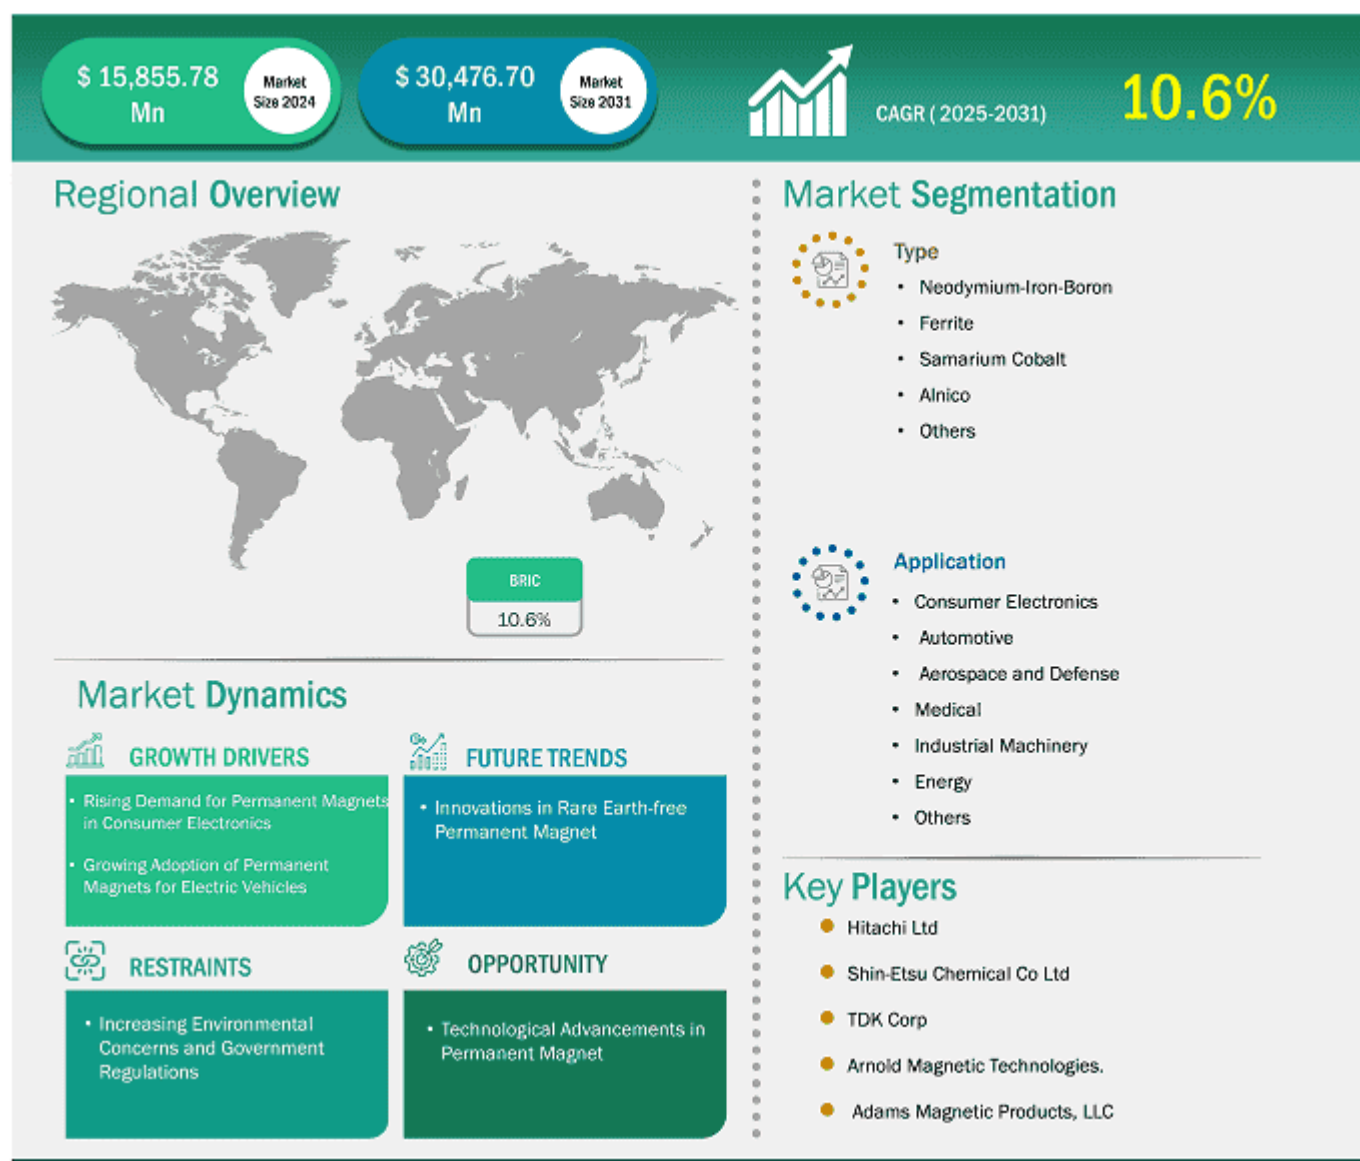 $ 15,855.78
Mn
Market
Size 2024
$ 30,476.70
Mn
Market
Size 2031
CAGR ( 2025-2031)
10.6%
Regional Overview
BRIC
10.6%
Market Dynamics
GROWTH DRIVERS
• Rising Demand for Permanent Magnets
in Consumer Electronics
• Growing Adoption of Permanent
Magnets for Electric Vehicles
FUTURE TRENDS
• Innovations in Rare Earth-free
Permanent Magnet
RESTRAINTS
• Increasing Environmental
Concerns and Government
Regulations
OPPORTUNITY
• Technological Advancements in
Permanent Magnet
Market Segmentation
Type
• Neodymium-Iron-Boron
• Ferrite
• Samarium Cobalt
• Alnico
• Others
Application
• Consumer Electronics
• Automotive
• Aerospace and Defense
• Medical
• Industrial Machinery
• Energy
• Others
Key Players
Hitachi Ltd
Shin-Etsu Chemical Co Ltd
TDK Corp
Arnold Magnetic Technologies.
Adams Magnetic Products, LLC